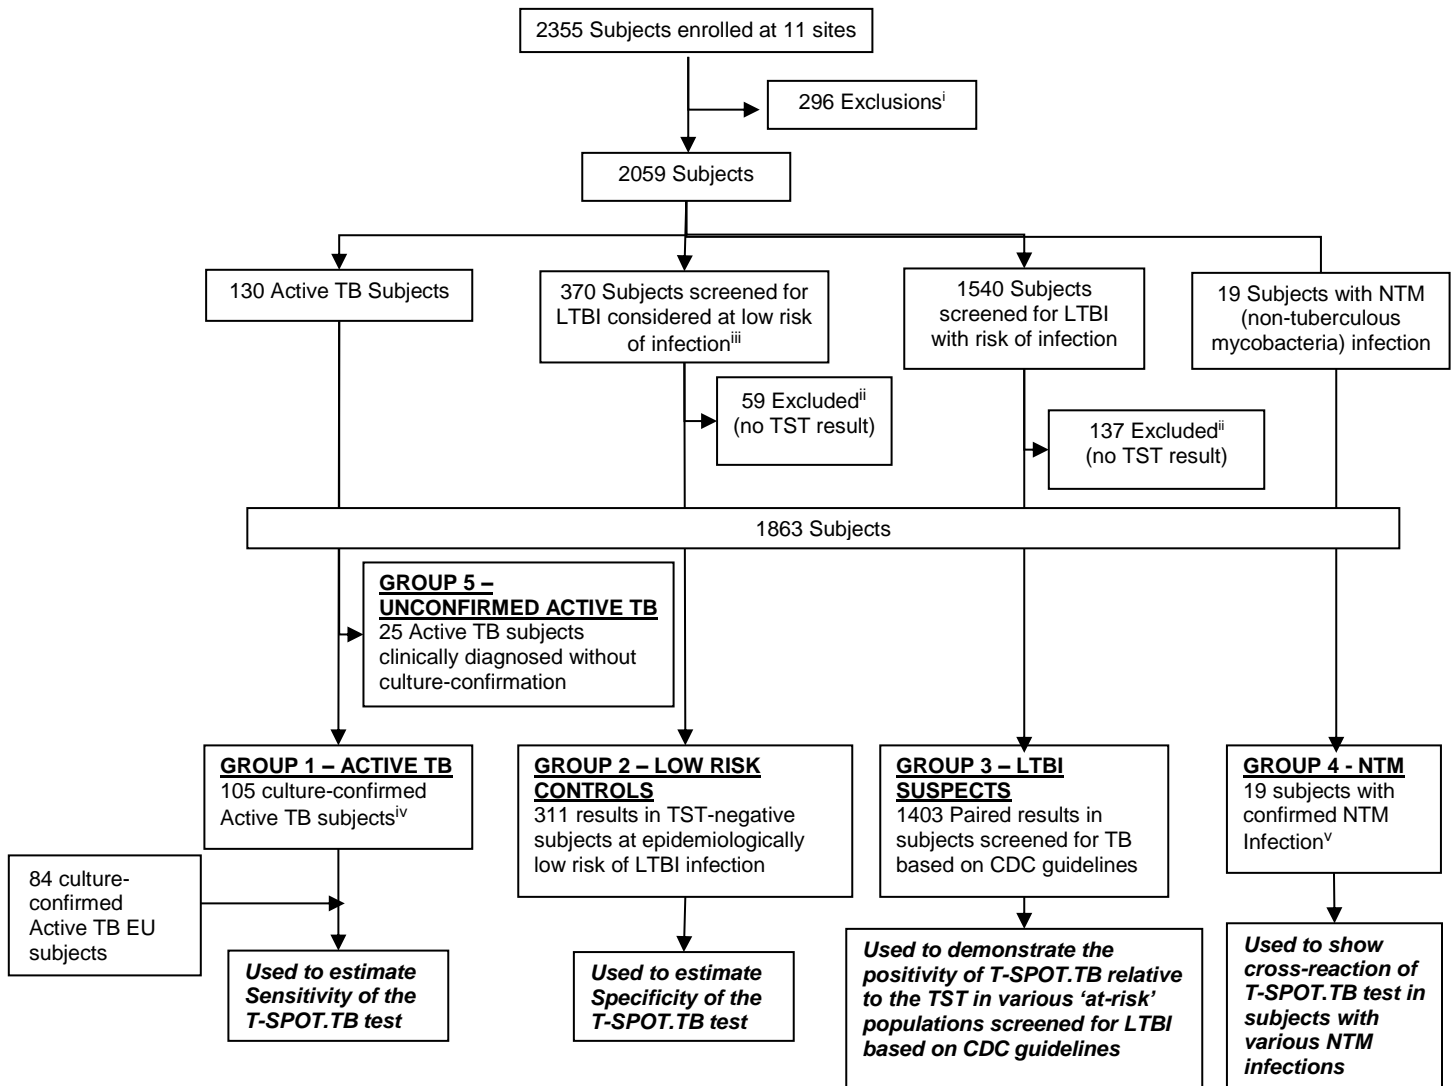 2355 Subjects enrolled at 11 sites
296 Exclusionsⁱ
2059 Subjects
130 Active TB Subjects
370 Subjects screened for
LTBI considered at low risk
of infectionⁱⁱⁱ
1540 Subjects
screened for LTBI
with risk of infection
19 Subjects with NTM
(non-tuberculous
mycobacteria) infection
59 Excludedⁱⁱ
(no TST result)
137 Excludedⁱⁱ
(no TST result)
1863 Subjects
GROUP 5 –
UNCONFIRMED ACTIVE TB
25 Active TB subjects
clinically diagnosed without
culture-confirmation
GROUP 1 – ACTIVE TB
105 culture-confirmed
Active TB subjectsⁱᵛ
GROUP 2 – LOW RISK
CONTROLS
311 results in TST-negative
subjects at epidemiologically
low risk of LTBI infection
GROUP 3 – LTBI
SUSPECTS
1403 Paired results in
subjects screened for TB
based on CDC guidelines
GROUP 4 - NTM
19 subjects with
confirmed NTM
Infectionᵛ
84 culture-
confirmed
Active TB EU
subjects
Used to estimate
Sensitivity of the
T-SPOT.TB test
Used to estimate
Specificity of the
T-SPOT.TB test
Used to demonstrate the
positivity of T-SPOT.TB relative
to the TST in various ‘at-risk’
populations screened for LTBI
based on CDC guidelines
Used to show
cross-reaction of
T-SPOT.TB test in
subjects with
various NTM
infections